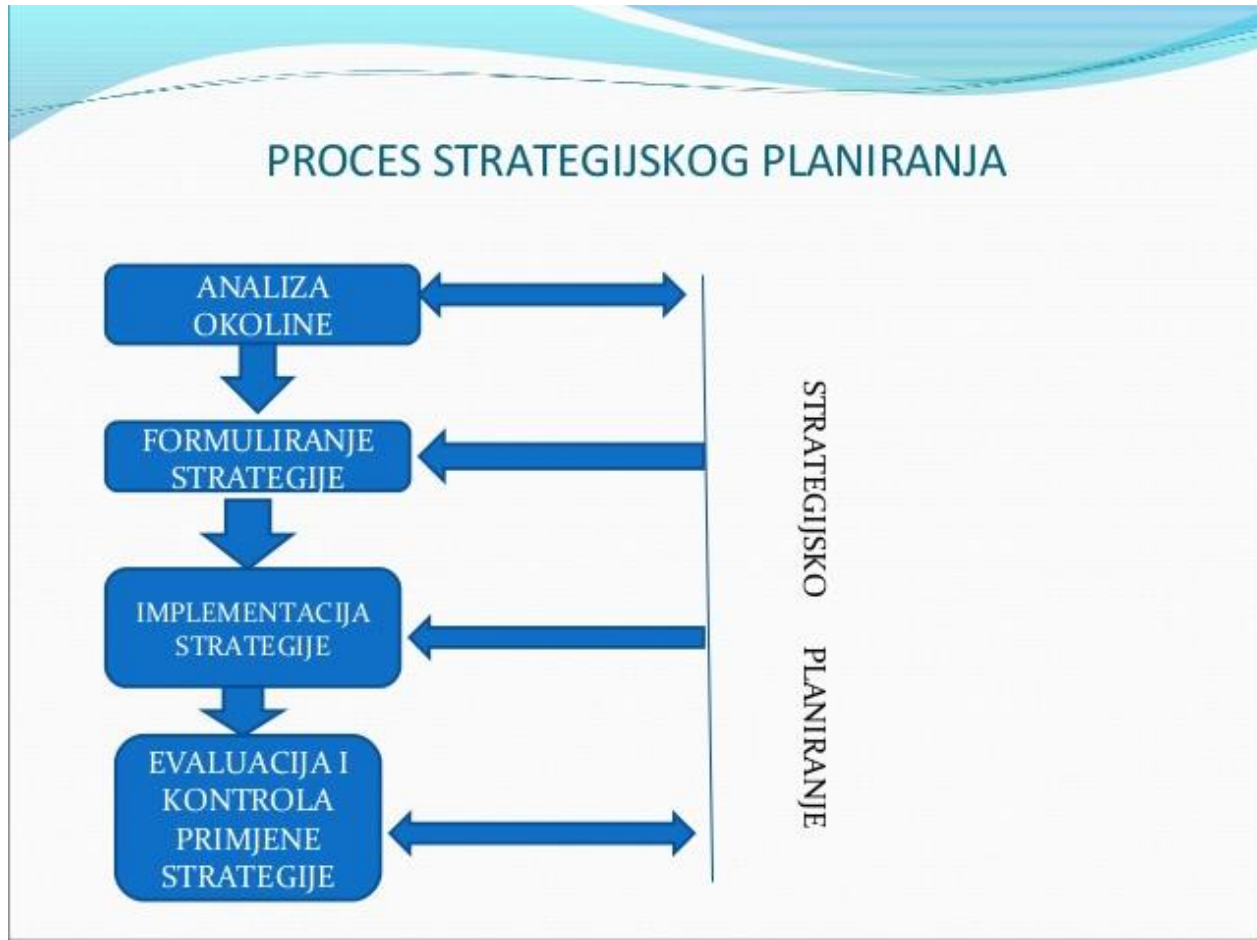 PROCES STRATEGIJSKOG PLANIRANJA
ANALIZA
OKOLINE
FORMULIRANJE
STRATEGIJE
IMPLEMENTACIJA
STRATEGIJE
EVALUACIJA I
KONTROLA
PRIMJENE
STRATEGIJE
STRATEGIJSKO PLANIRANJE